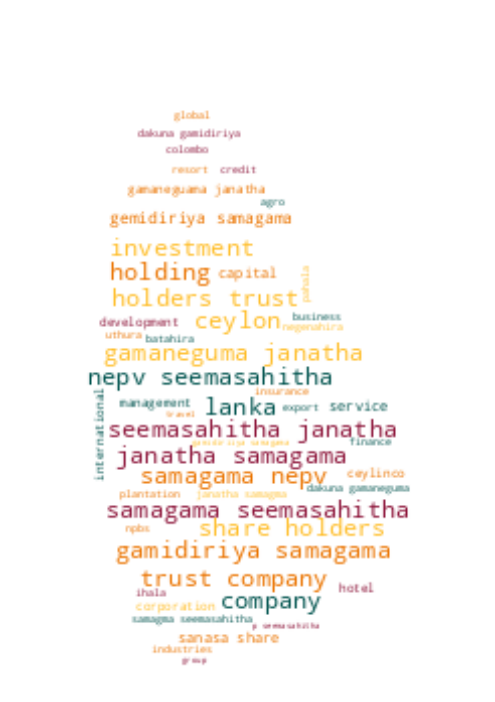 global
dakuna gamidiriya
colombo
resort credit
gamaneguama janatha
agro
gemidiriya samagama
investment
holding capital
pahala
holders trust
business
development ceylon negenahira
uthura batahira
gamaneguma janatha
nepv seemasahitha
insurance
international
management lanka export service
travel
seemasahitha janatha
gamidiriya samagama finance
janatha samagama
samagama nepv ceylinco
dakuna gamaneguma
plantation janatha samagma
samagama seemasahitha
npbs share holders
gamidiriya samagama
trust company
ihala hotel
corporation company
samagma seemasahitha
p seemasahitha
sanasa share
industries
group